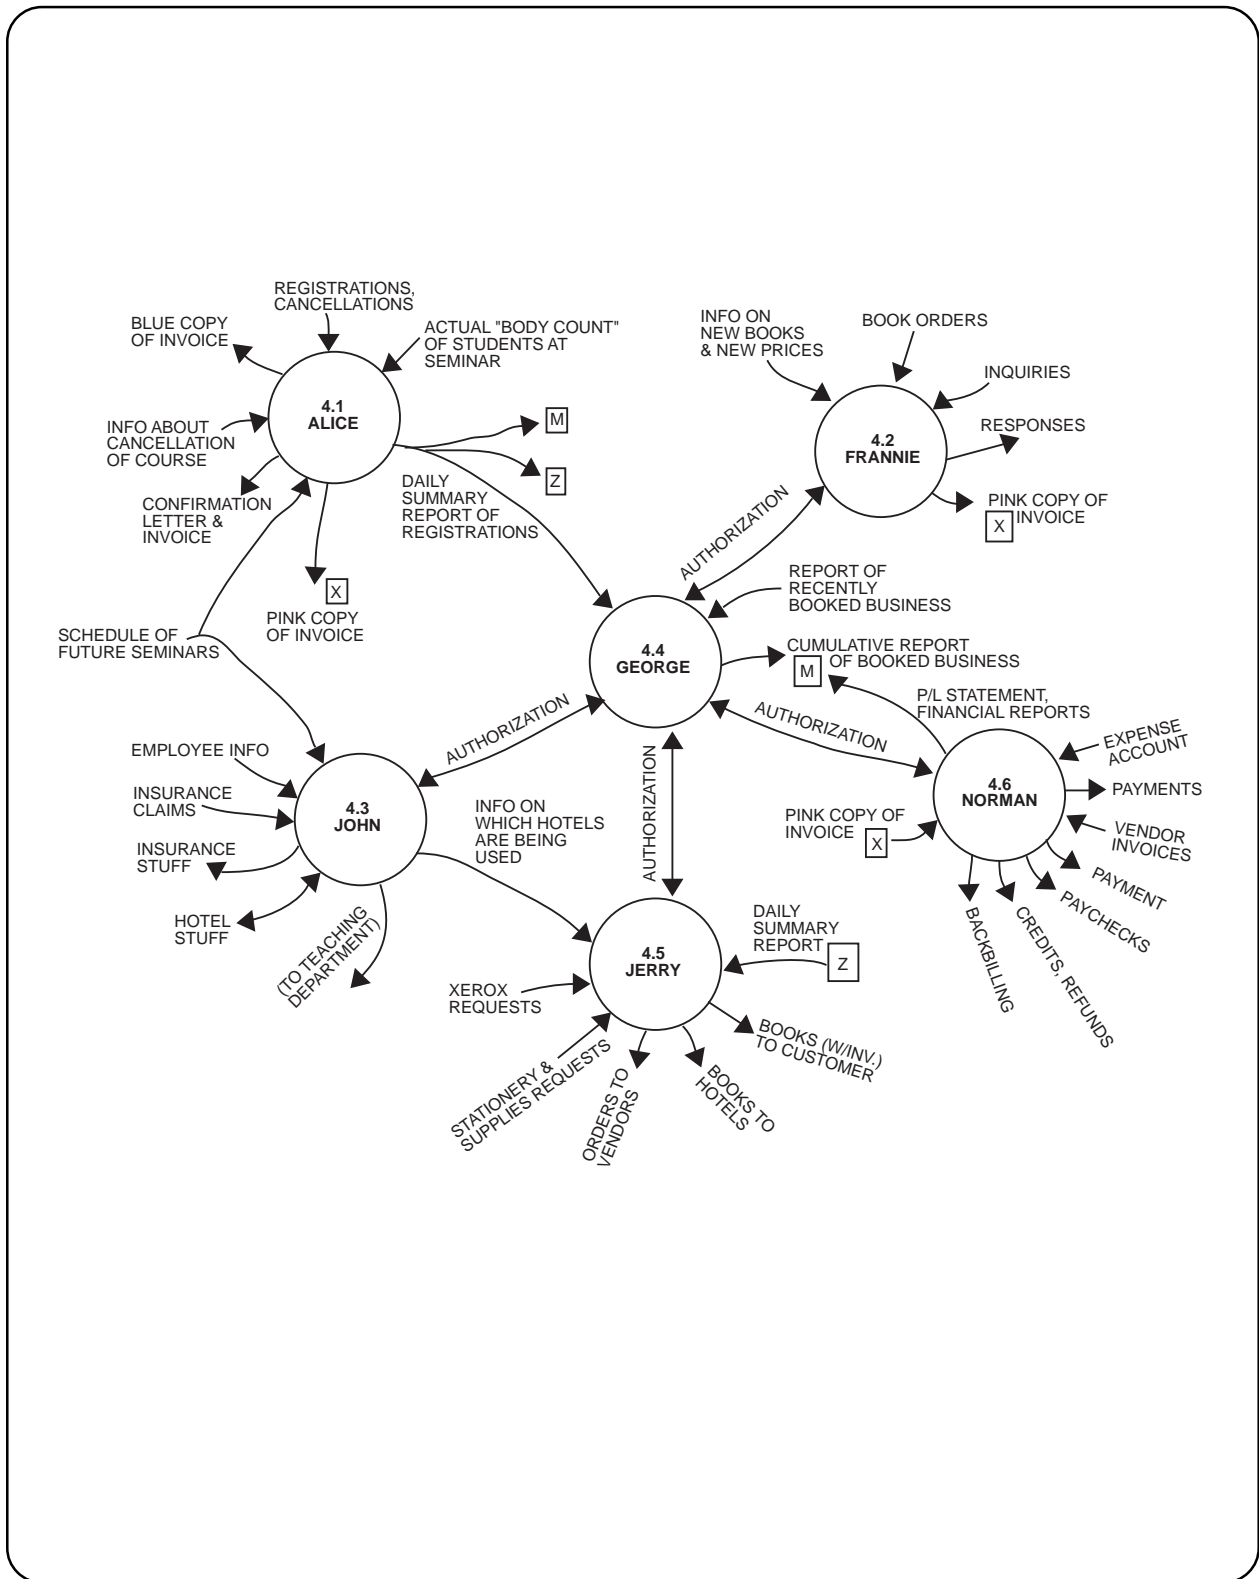 REGISTRATIONS,
CANCELLATIONS
BLUE COPY
OF INVOICE
ACTUAL "BODY COUNT"
OF STUDENTS AT
SEMINAR
4.1
ALICE
INFO ABOUT
CANCELLATION
OF COURSE
CONFIRMATION
LETTER &
INVOICE
M
Z
DAILY
SUMMARY
REPORT OF
REGISTRATIONS
X
PINK COPY
OF INVOICE
INFO ON
NEW BOOKS
& NEW PRICES
BOOK ORDERS
INQUIRIES
RESPONSES
4.2
FRANNIE
PINK COPY OF
INVOICE
X
AUTHORIZATION
REPORT OF
RECENTLY
BOOKED BUSINESS
4.4
GEORGE
CUMULATIVE REPORT
OF BOOKED BUSINESS
M
SCHEDULE OF
FUTURE SEMINARS
AUTHORIZATION
AUTHORIZATION
AUTHORIZATION
P/L STATEMENT,
FINANCIAL REPORTS
EXPENSE
ACCOUNT
4.6
NORMAN
PAYMENTS
VENDOR
INVOICES
PAYMENT
PAYCHECKS
CREDITS, REFUNDS
BACKBILLING
PINK COPY OF
INVOICE
X
EMPLOYEE INFO
INSURANCE
CLAIMS
INSURANCE
STUFF
HOTEL
STUFF
4.3
JOHN
(TO TEACHING
DEPARTMENT)
INFO ON
WHICH HOTELS
ARE BEING
USED
4.5
JERRY
DAILY
SUMMARY
REPORT
Z
XEROX
REQUESTS
STATIONERY &
SUPPLIES REQUESTS
ORDERS TO
VENDORS
BOOKS TO
HOTELS
BOOKS (W/INV.)
TO CUSTOMER